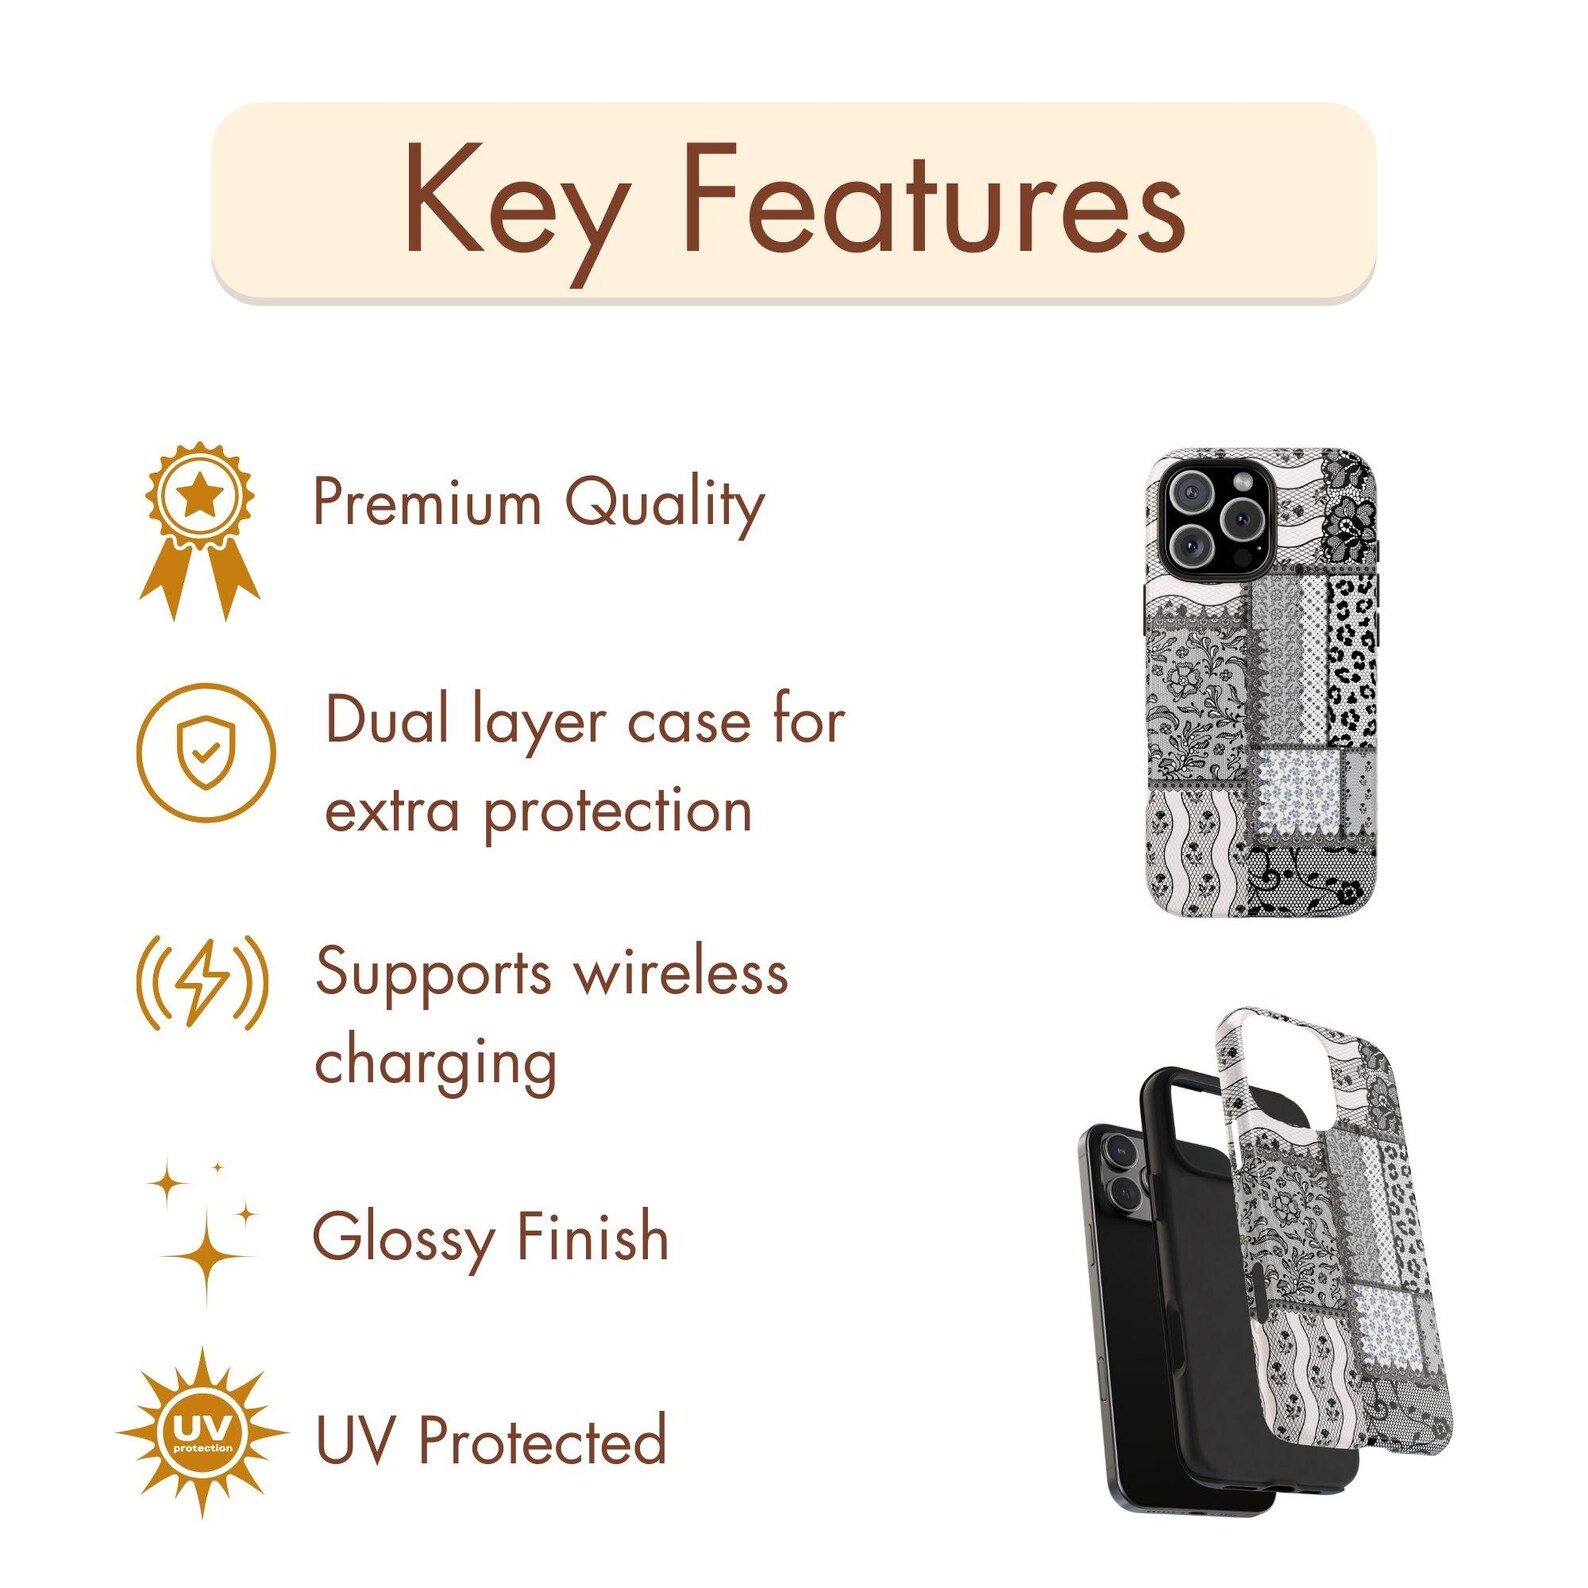 Key Features
Premium Quality
Dual layer case for
extra protection
Supports wireless
charging
Glossy Finish
UV
protection
UV Protected